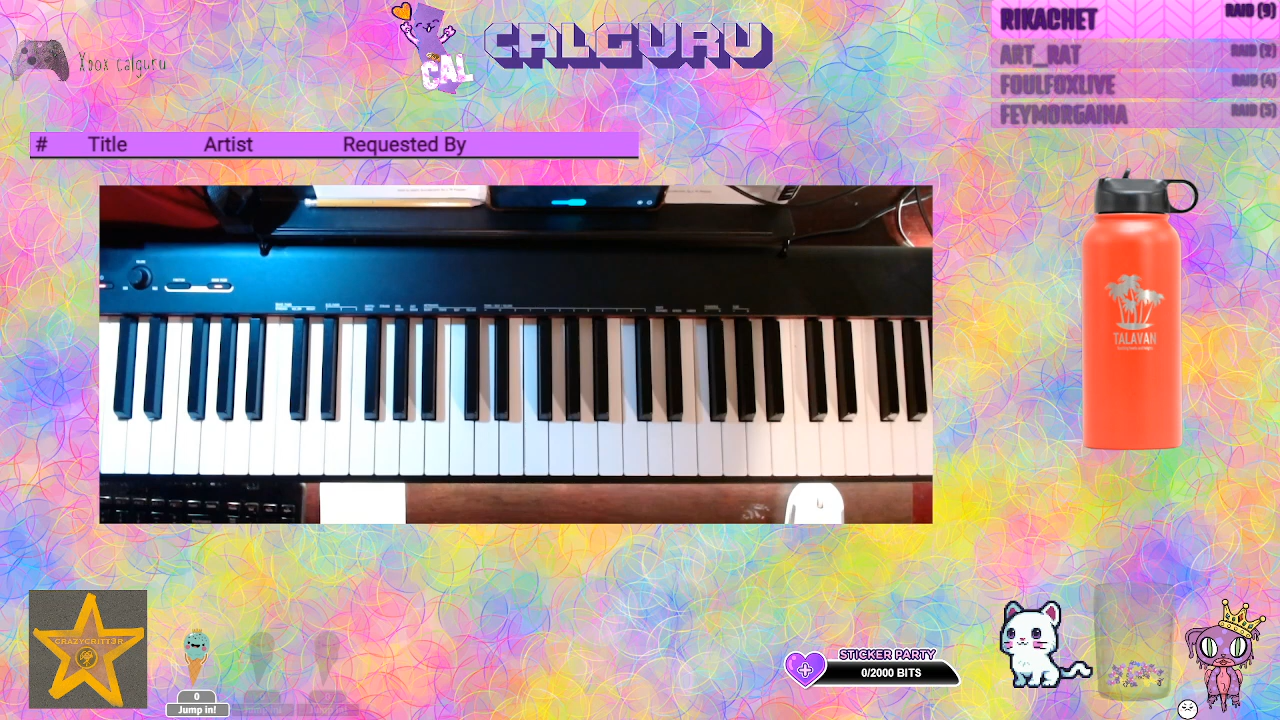 Xbox calguru
CAL
CALGURU
RIKACHET RAID (9)
ART_RAT RAID (2)
FOULFOXLIVE RAID (4)
FEYMORGAINA RAID (3)
# Title Artist Requested By
TALAVAN
CRAZYCRITT3R
0
Jump in!
STICKER PARTY
0/2000 BITS